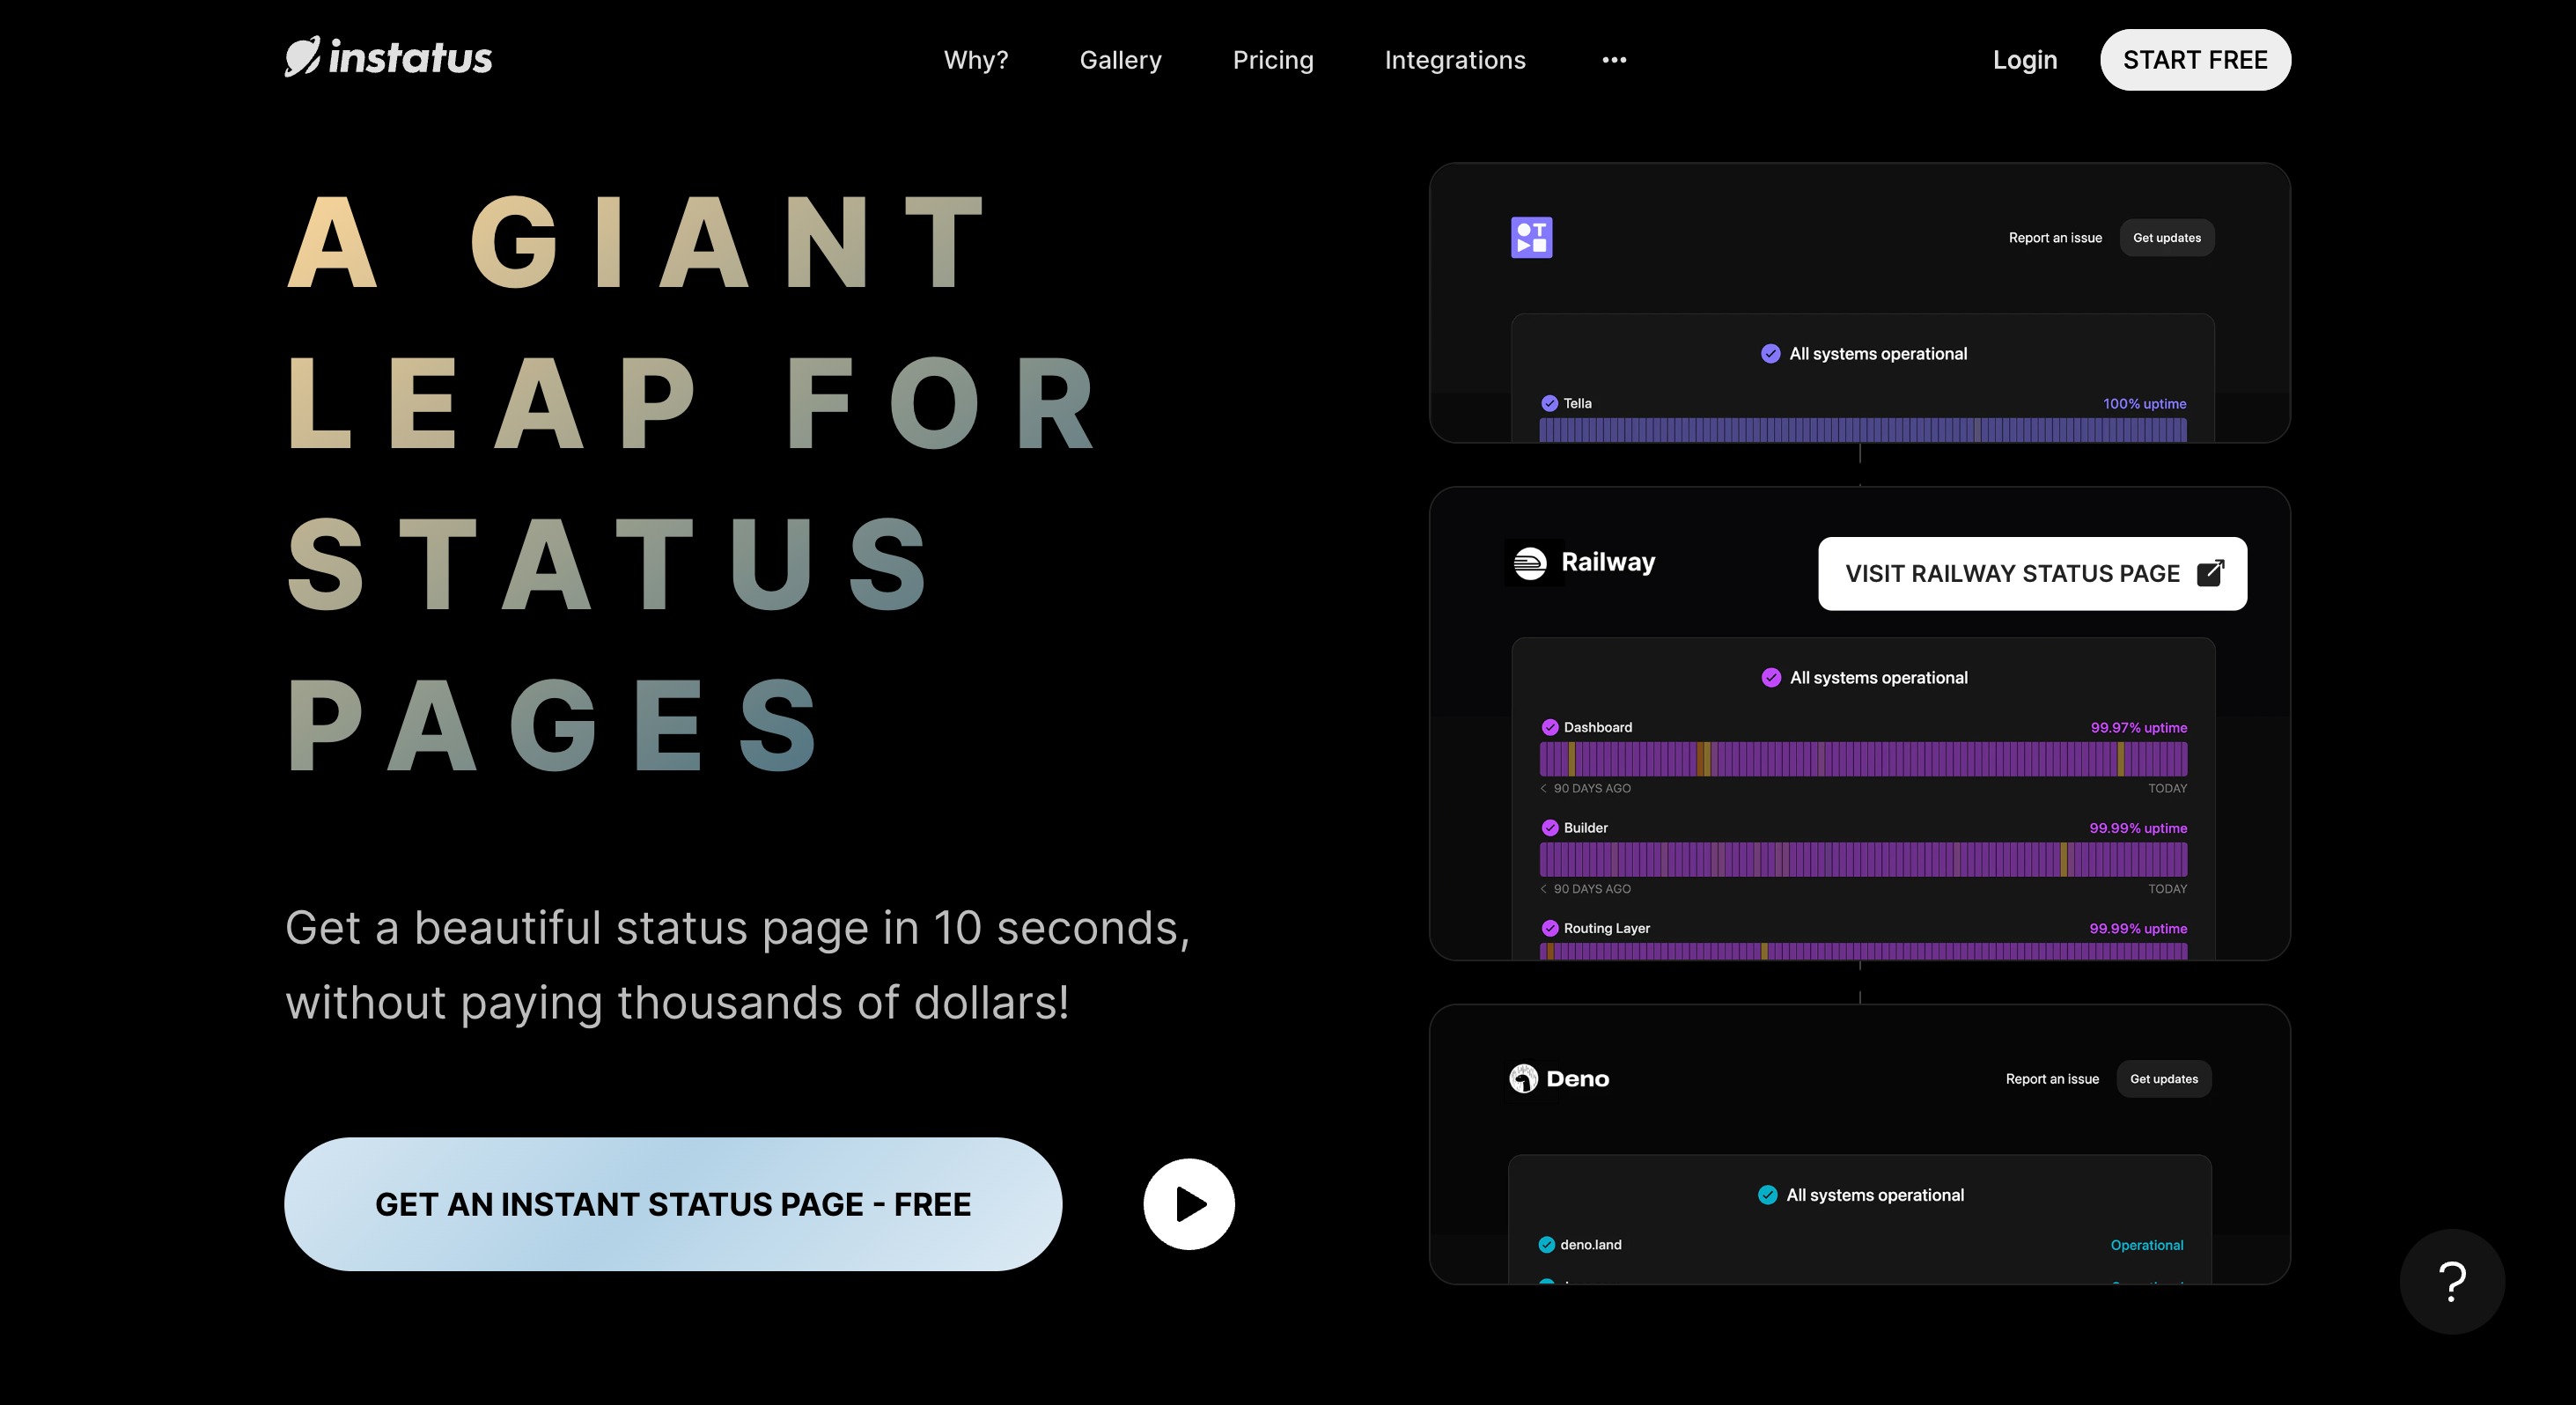 instatus
Why?
Gallery
Pricing
Integrations
Login
START FREE
A GIANT
LEAP FOR
STATUS
PAGES
Get a beautiful status page in 10 seconds,
without paying thousands of dollars!
GET AN INSTANT STATUS PAGE - FREE
Report an issue
Get updates
All systems operational
Tella
100% uptime
Railway
VISIT RAILWAY STATUS PAGE
All systems operational
Dashboard
99.97% uptime
90 DAYS AGO
TODAY
Builder
99.99% uptime
90 DAYS AGO
TODAY
Routing Layer
99.99% uptime
Deno
Report an issue
Get updates
All systems operational
deno.land
Operational
?